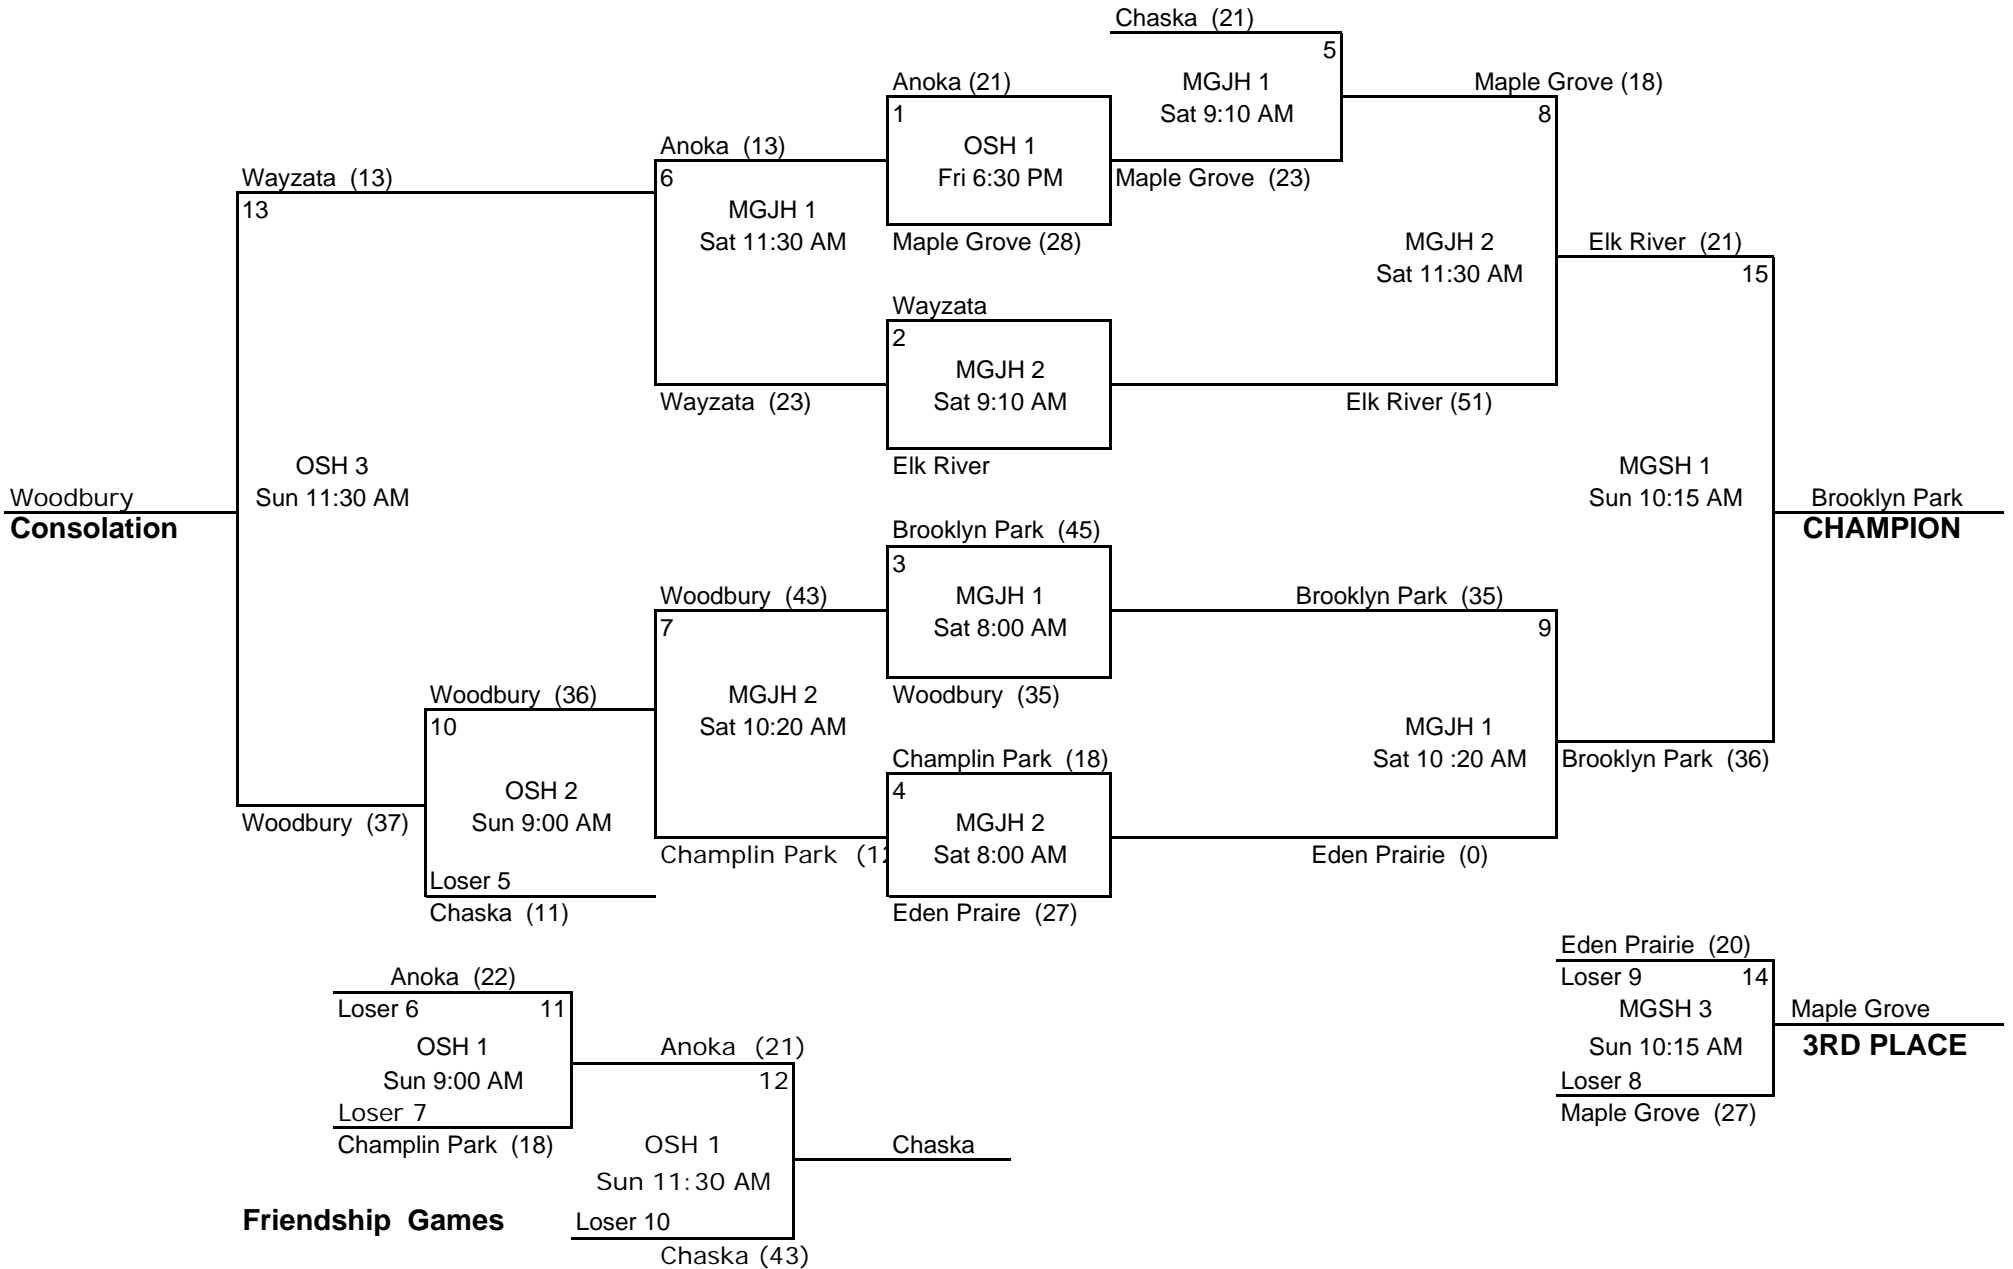 Chaska (21)
5
Anoka (21)
MGJH 1
Maple Grove (18)
1
Sat 9:10 AM
8
Anoka (13)
OSH 1
Wayzata (13)
6
Fri 6:30 PM
Maple Grove (23)
13
MGJH 1
Sat 11:30 AM
Maple Grove (28)
MGJH 2
Elk River (21)
Sat 11:30 AM
15
Wayzata
2
MGJH 2
Wayzata (23)
Sat 9:10 AM
Elk River (51)
OSH 3
Elk River
MGSH 1
Woodbury
Sun 11:30 AM
Sun 10:15 AM
Brooklyn Park
Consolation
Brooklyn Park (45)
CHAMPION
3
Woodbury (43)
MGJH 1
Brooklyn Park (35)
7
Sat 8:00 AM
9
Woodbury (36)
MGJH 2
Woodbury (35)
10
Sat 10:20 AM
MGJH 1
Champlin Park (18)
Sat 10 :20 AM
Brooklyn Park (36)
OSH 2
4
Woodbury (37)
Sun 9:00 AM
MGJH 2
Champlin Park (12
Sat 8:00 AM
Eden Prairie (0)
Loser 5
Chaska (11)
Eden Praire (27)
Eden Prairie (20)
Anoka (22)
Loser 9
14
Loser 6
11
MGSH 3
Maple Grove
OSH 1
Anoka (21)
Sun 10:15 AM
3RD PLACE
Sun 9:00 AM
12
Loser 8
Loser 7
Maple Grove (27)
Champlin Park (18)
OSH 1
Chaska
Sun 11:30 AM
Friendship Games
Loser 10
Chaska (43)